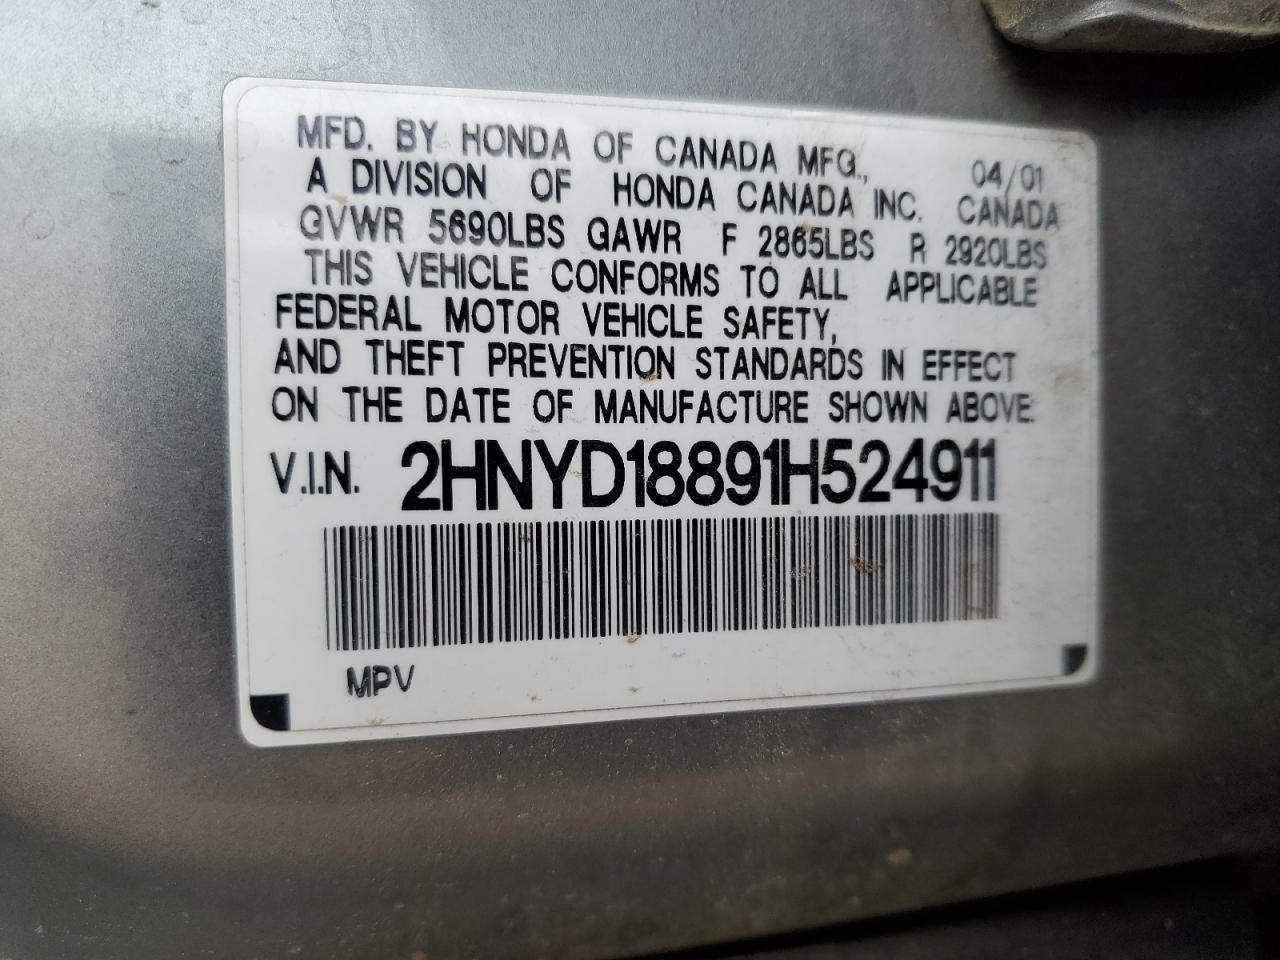 MFD. BY HONDA OF CANADA MFG., 04/01
A DIVISION OF HONDA CANADA INC. CANADA
GVWR 5690LBS GAWR F 2865LBS R 2920LBS
THIS VEHICLE CONFORMS TO ALL APPLICABLE
FEDERAL MOTOR VEHICLE SAFETY,
AND THEFT PREVENTION STANDARDS IN EFFECT
ON THE DATE OF MANUFACTURE SHOWN ABOVE.
V.I.N. 2HNYD18891H524911
MPV